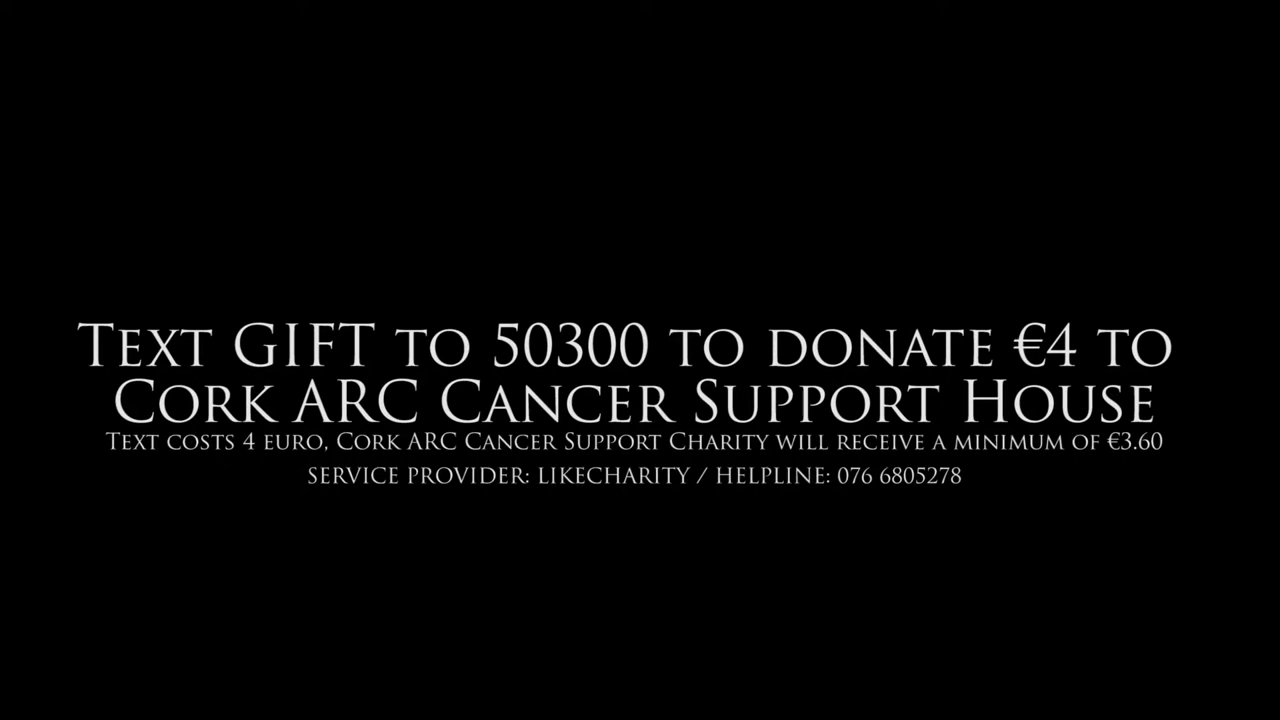 Text GIFT to 50300 to donate €4 to
Cork ARC Cancer Support House
Text costs 4 euro, Cork ARC Cancer Support Charity will receive a minimum of €3.60
SERVICE PROVIDER: LIKECHARITY / HELPLINE: 076 6805278